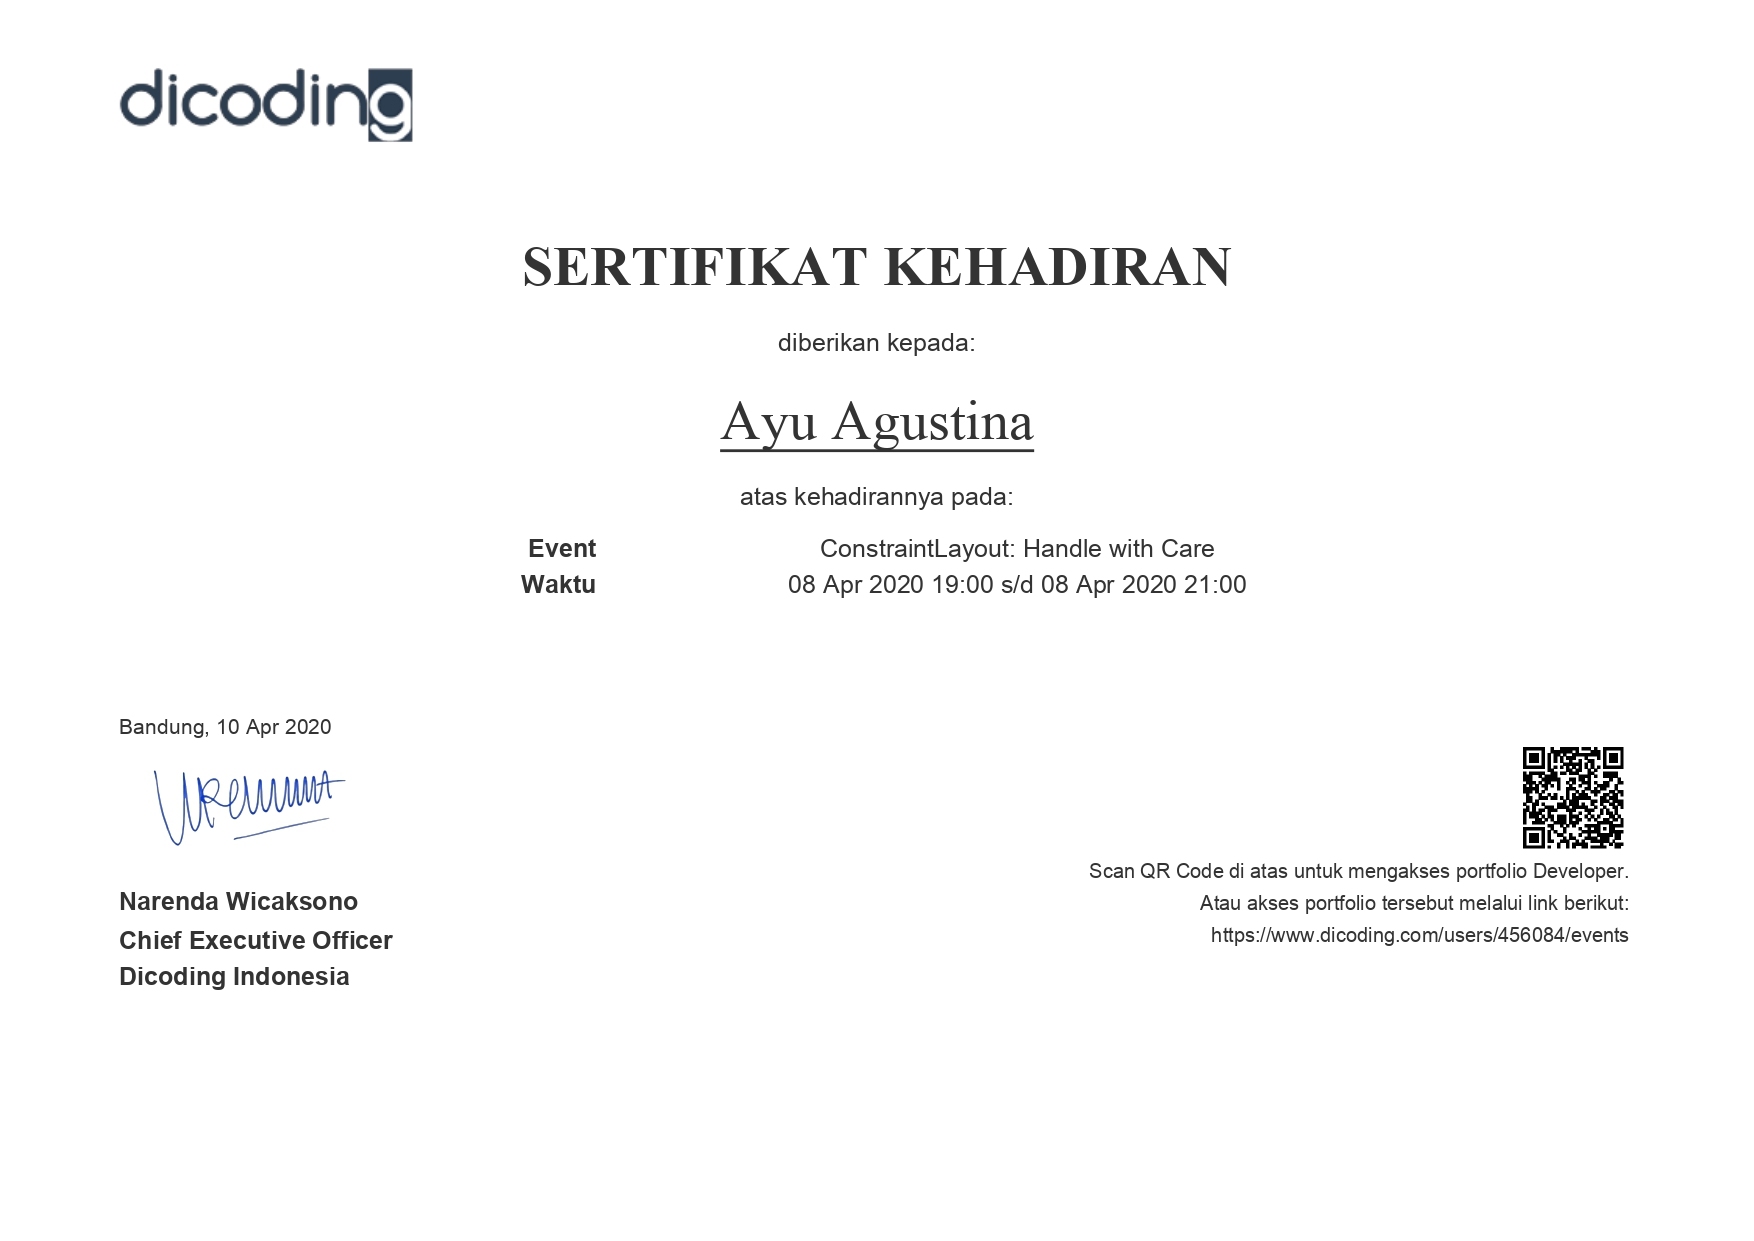 dicoding
SERTIFIKAT KEHADIRAN
diberikan kepada:
Ayu Agustina
atas kehadirannya pada:
Event ConstraintLayout: Handle with Care
Waktu 08 Apr 2020 19:00 s/d 08 Apr 2020 21:00
Bandung, 10 Apr 2020
Narenda Wicaksono
Chief Executive Officer
Dicoding Indonesia
Scan QR Code di atas untuk mengakses portfolio Developer.
Atau akses portfolio tersebut melalui link berikut:
https://www.dicoding.com/users/456084/events